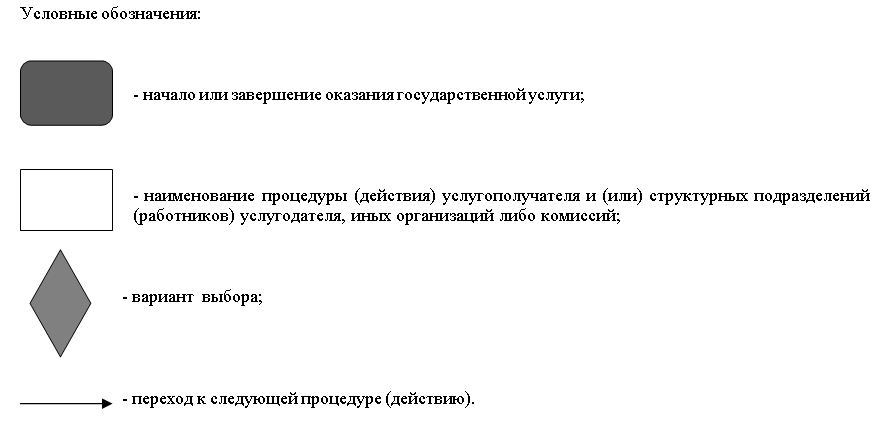 Условные обозначения:
- начало или завершение оказания государственной услуги;
- наименование процедуры (действия) услугополучателя и (или) структурных подразделений
(работников) услугодателя, иных организаций либо комиссий;
- вариант выбора;
- переход к следующей процедуре (действию).